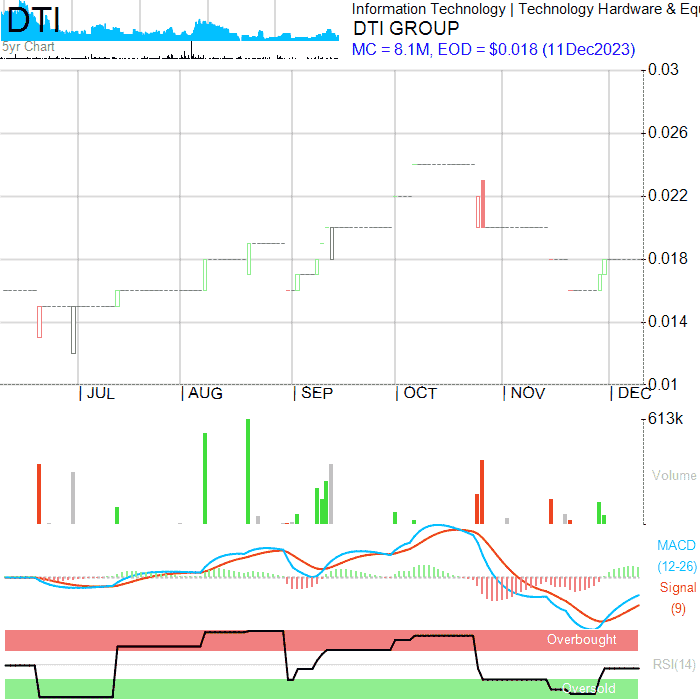 DTI
5yr Chart
Information Technology | Technology Hardware & Equ
DTI GROUP
MC = 8.1M, EOD = $0.018 (11Dec2023)
0.03
0.026
0.022
0.018
0.014
0.01
| JUL | AUG | SEP | OCT | NOV | DEC
613k
Volume
MACD
(12-26)
Signal
(9)
Overbought
RSI(14)
Oversold